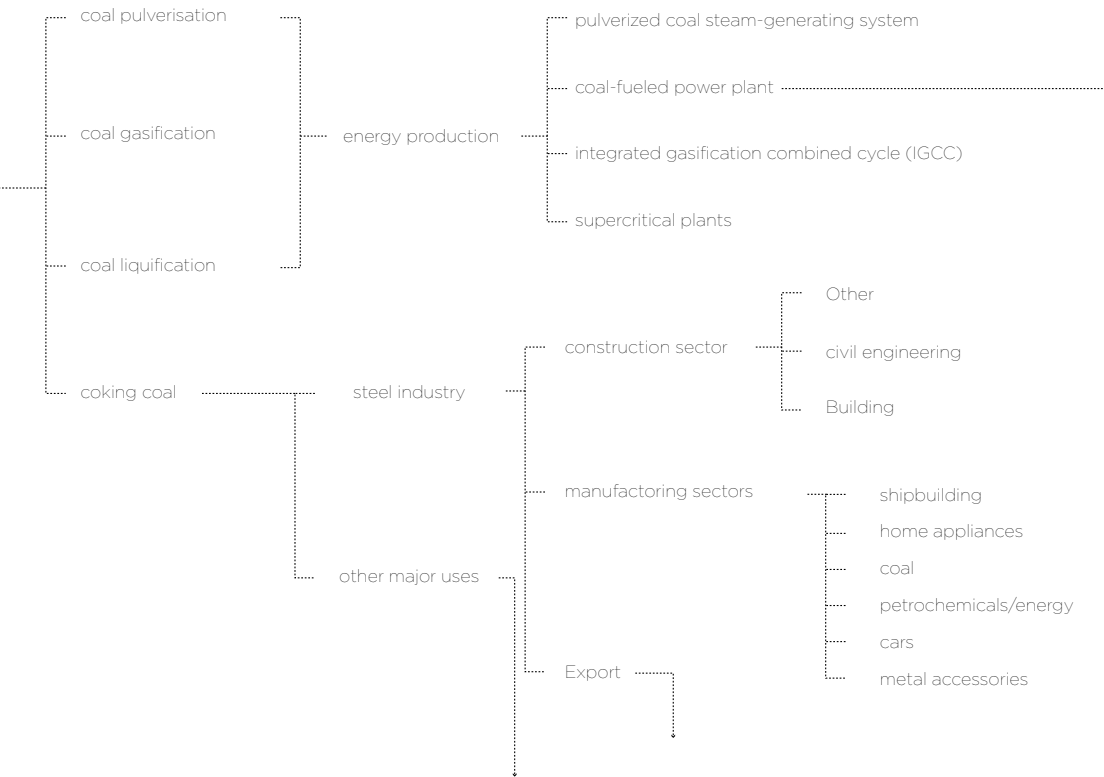 coal pulverisation
coal gasification
coal liquification
coking coal
energy production
pulverized coal steam-generating system
coal-fueled power plant
integrated gasification combined cycle (IGCC)
supercritical plants
steel industry
other major uses
construction sector
Other
civil engineering
Building
manufactoring sectors
shipbuilding
home appliances
coal
petrochemicals/energy
cars
metal accessories
Export